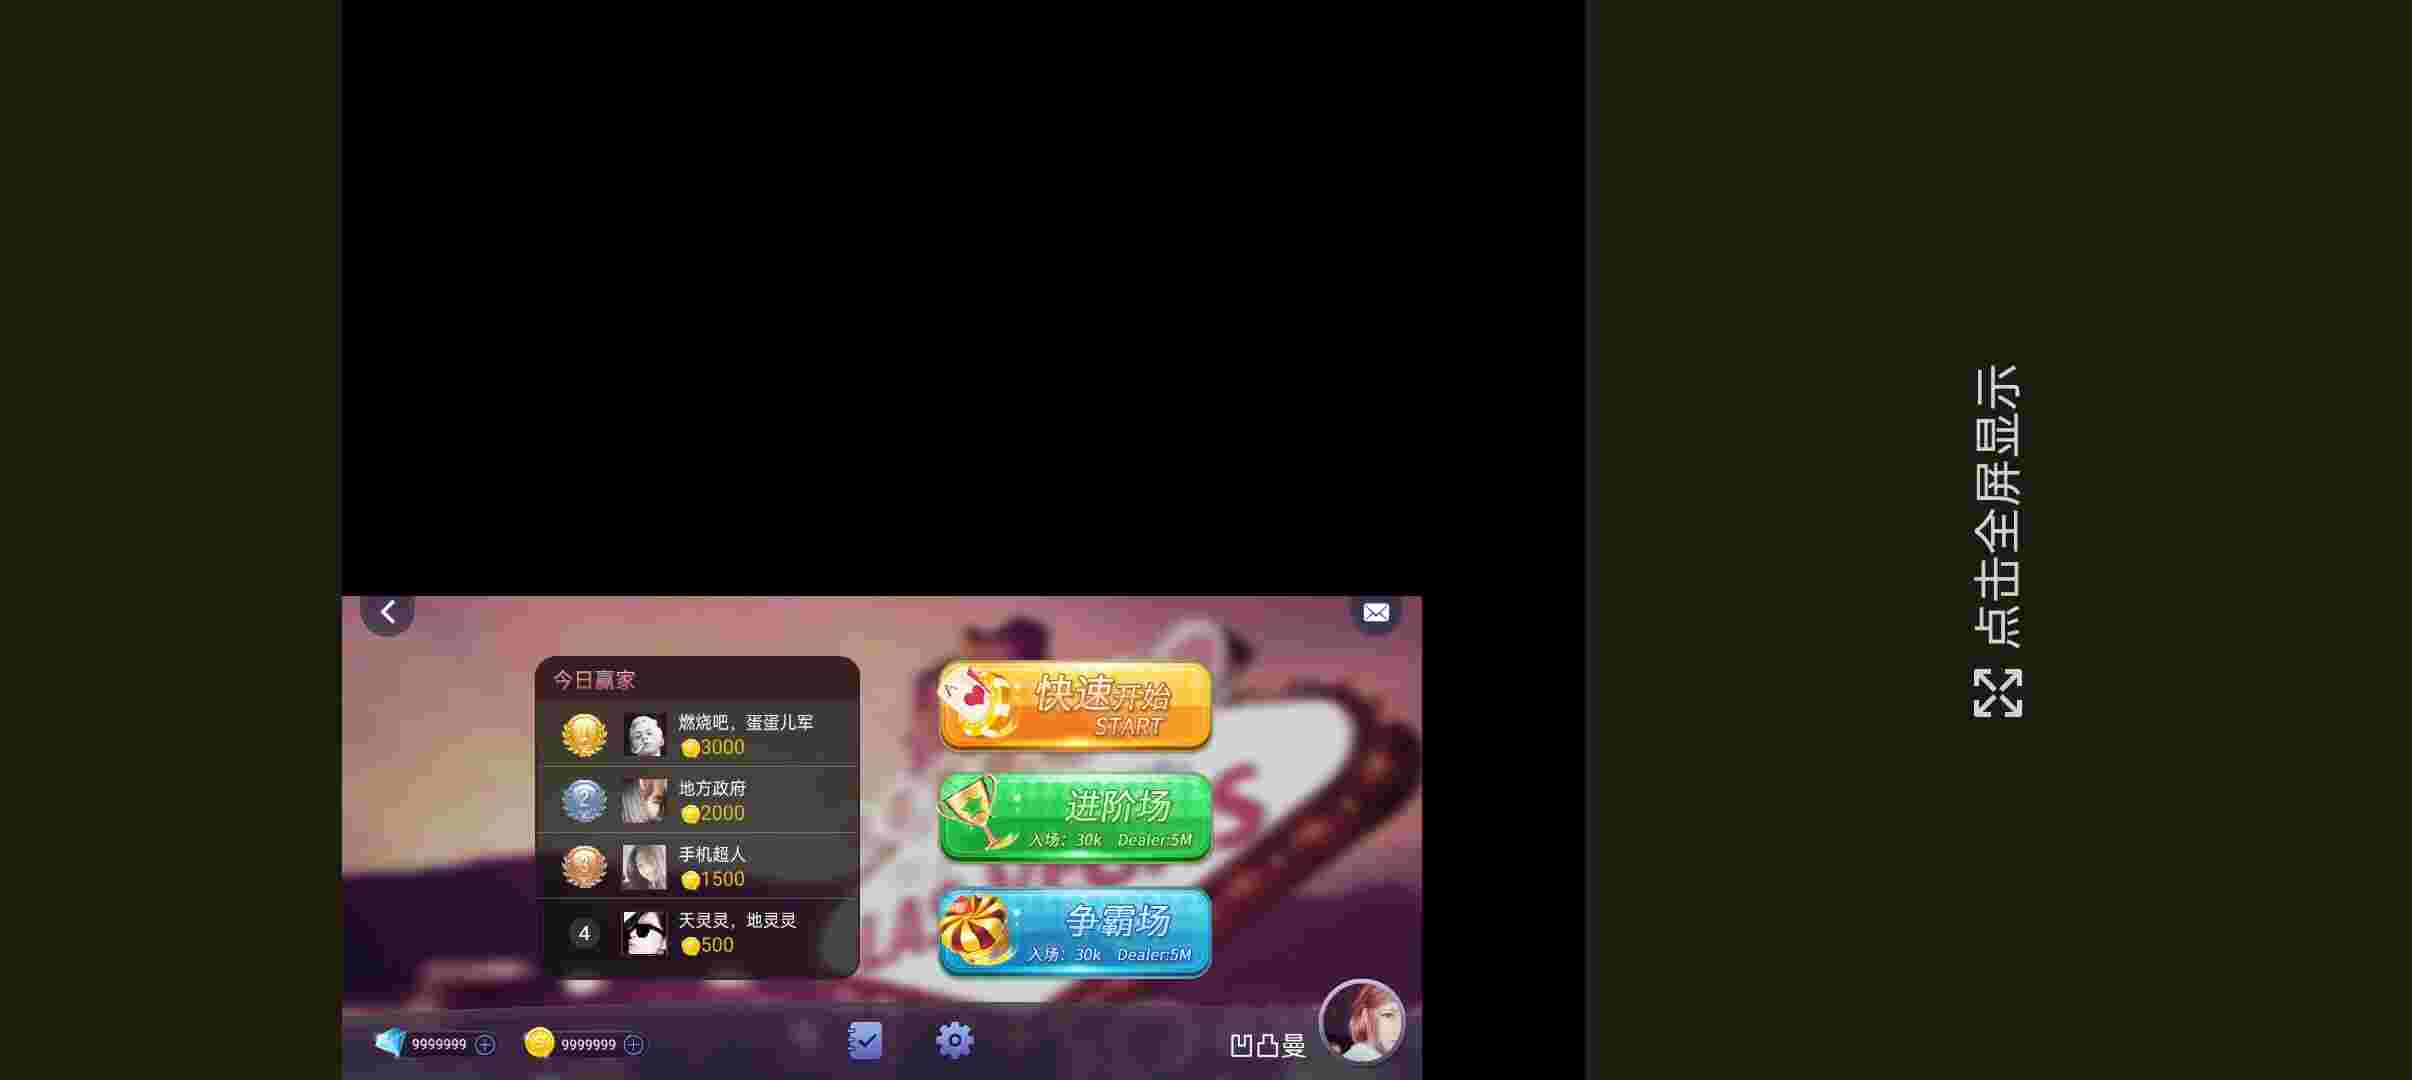 今日赢家
1
燃烧吧，蛋蛋儿军
3000
2
地方政府
2000
3
手机超人
1500
4
天灵灵，地灵灵
500
快速开始
START
进阶场
入场：30k Dealer:5M
争霸场
入场：30k Dealer:5M
9999999
9999999
凹凸曼
点击全屏显示